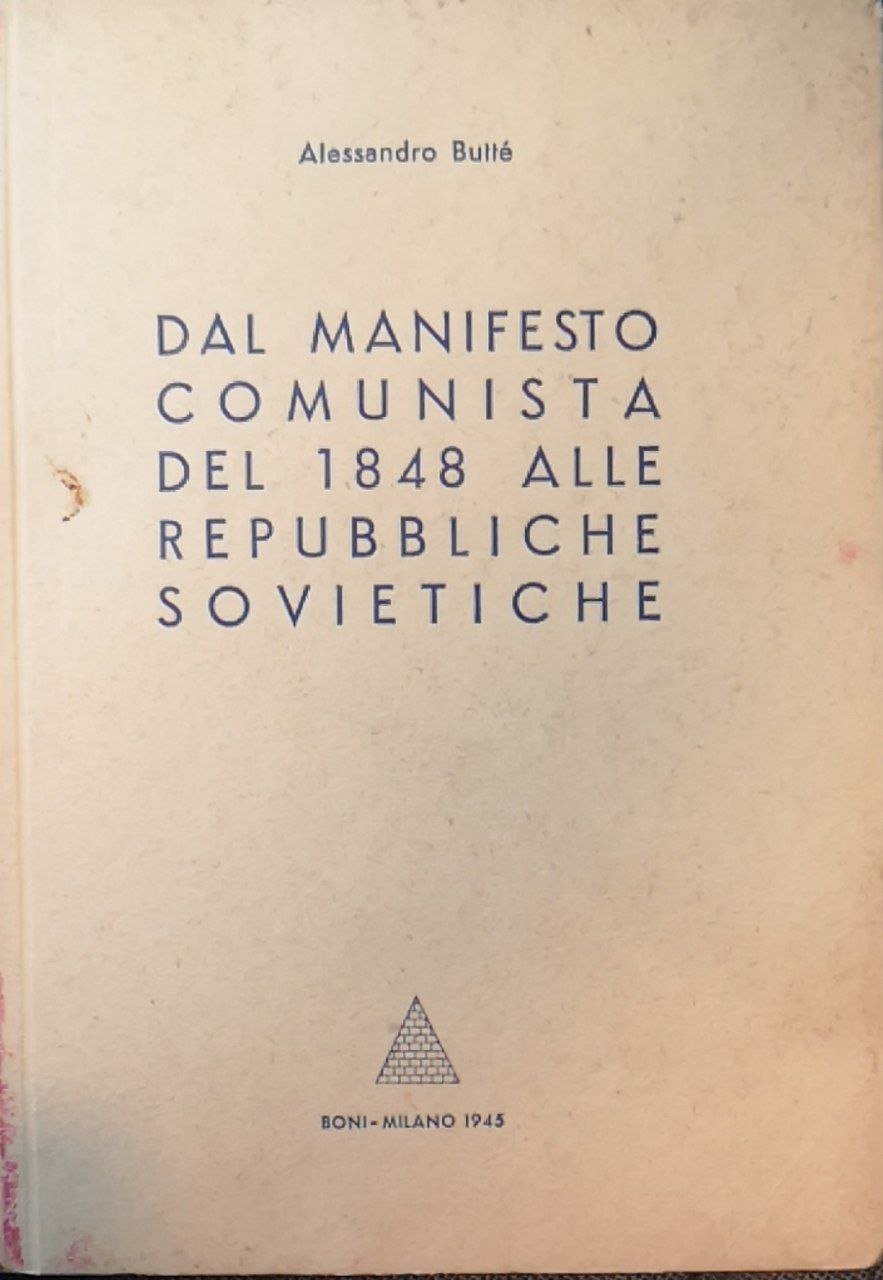 Alessandro Butté
DAL MANIFESTO
COMUNISTA
DEL 1848 ALLE
REPUBBLICHE
SOVIETICHE
BONI-MILANO 1945